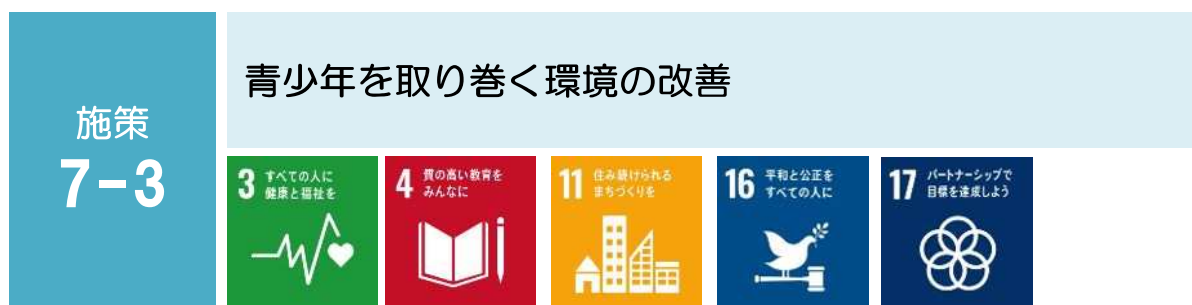 施策
7-3
青少年を取り巻く環境の改善
3 すべての人に
健康と福祉を
4 質の高い教育を
みんなに
11 住み続けられる
まちづくりを
16 平和と公正を
すべての人に
17 パートナーシップで
目標を達成しよう